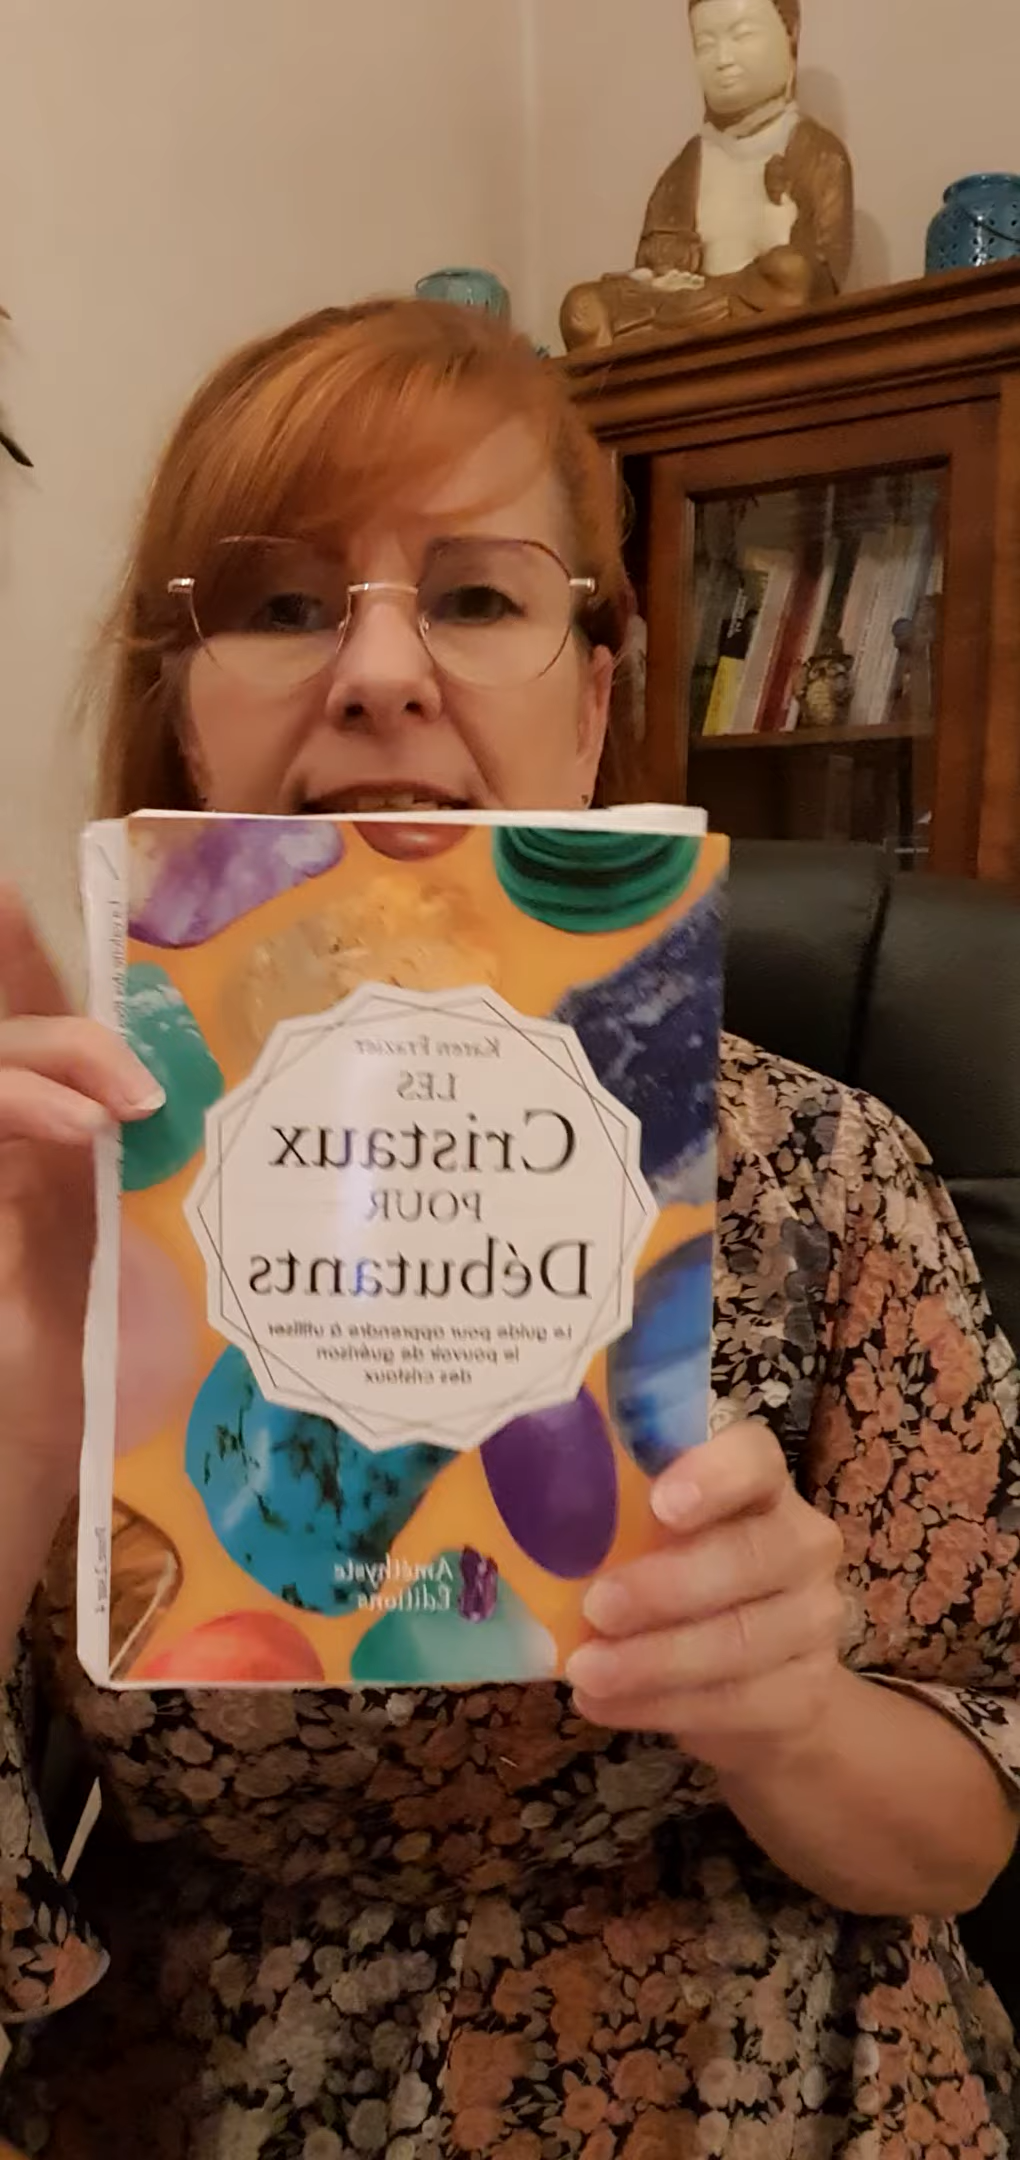 Karen Frazier
LES
Cristaux
POUR
Débutants
Le guide pour apprendre à utiliser
le pouvoir de guérison
des cristaux
Améthyste
Éditions